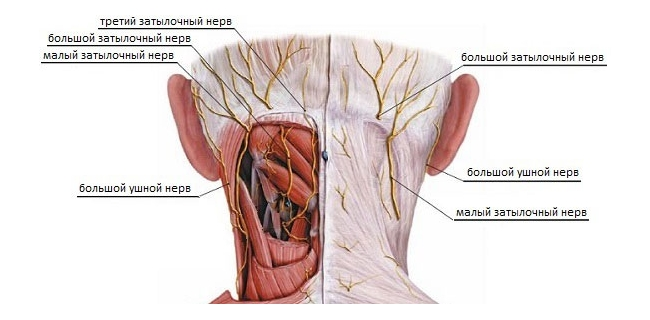 третий затылочный нерв
большой затылочный нерв
малый затылочный нерв
большой ушной нерв
большой затылочный нерв
большой ушной нерв
малый затылочный нерв